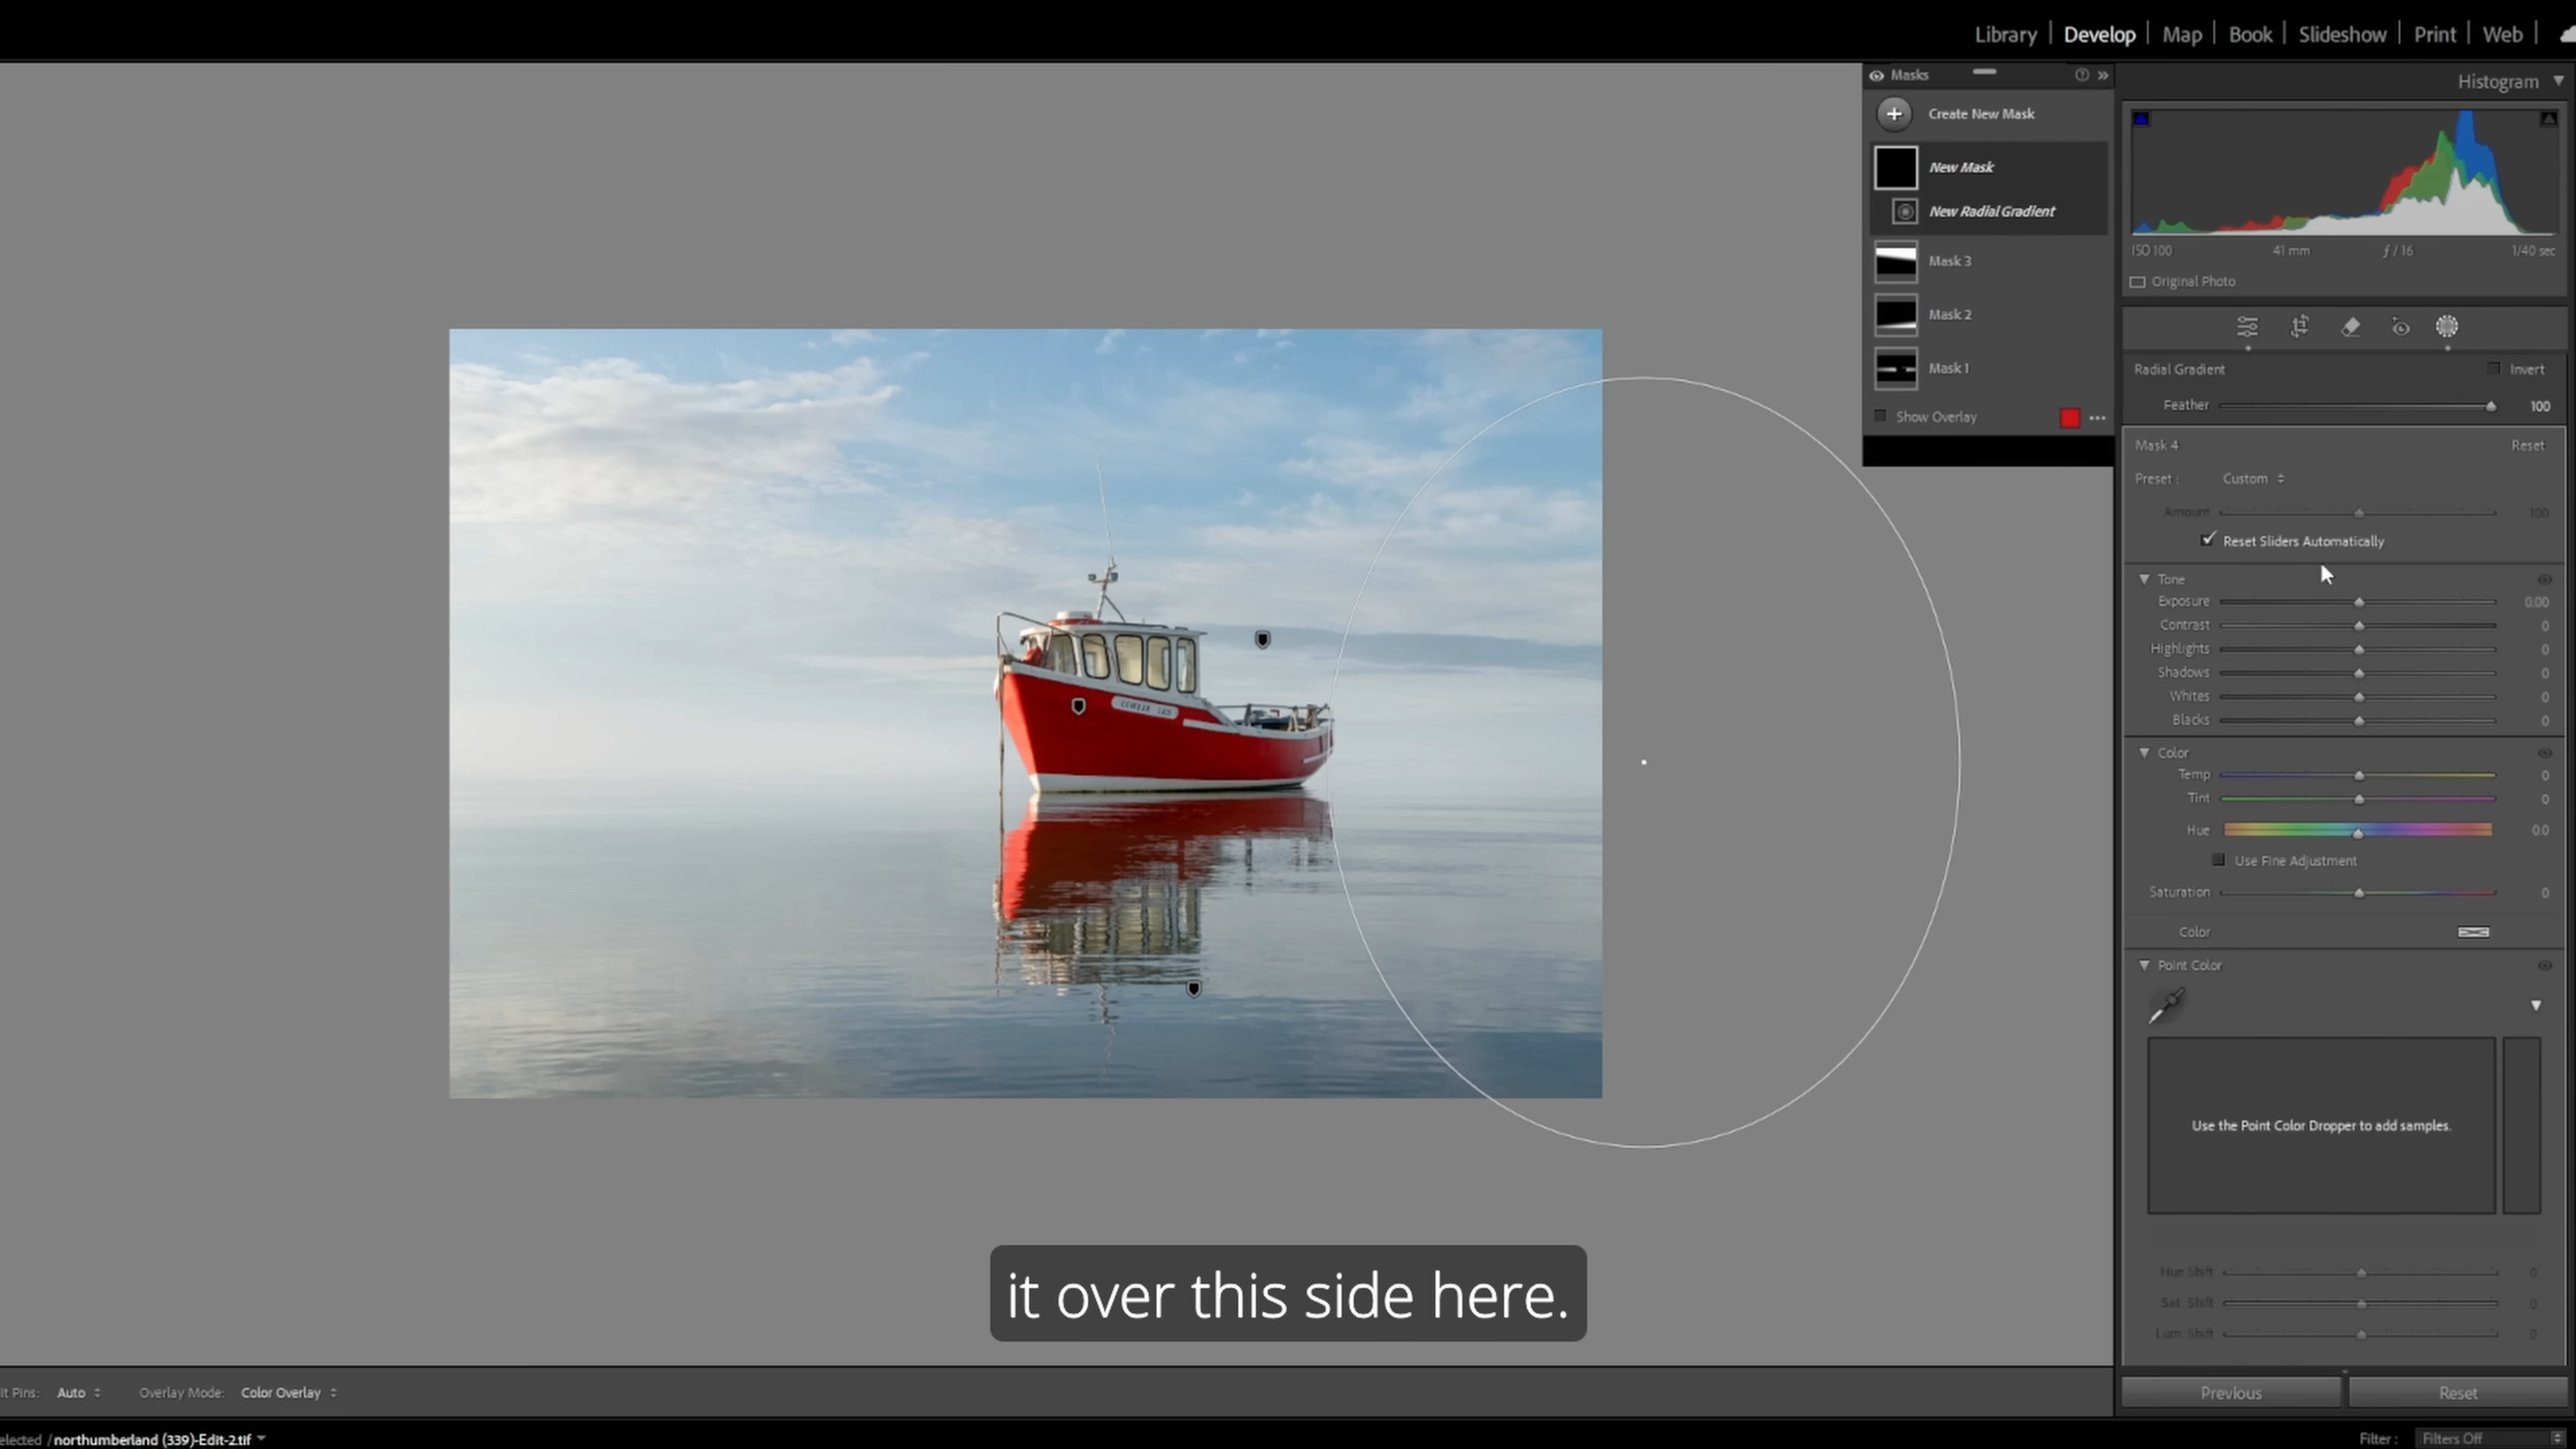 Library | Develop | Map | Book | Slideshow | Print | Web |
Masks
Create New Mask
New Mask
New Radial Gradient
Mask 3
Mask 2
Mask 1
Show Overlay
Histogram
ISO 100 41 mm ƒ / 16 1/40 sec
Original Photo
Radial Gradient Invert
Feather 100
Mask 4 Reset
Preset : Custom
Amount 100
Reset Sliders Automatically
Tone
Exposure 0.00
Contrast 0
Highlights 0
Shadows 0
Whites 0
Blacks 0
Color
Temp 0
Tint 0
Hue 0.0
Use Fine Adjustment
Saturation 0
Color
Point Color
Use the Point Color Dropper to add samples.
Hue Shift 0
Sat. Shift 0
Lum. Shift 0
it over this side here.
it Pins: Auto Overlay Mode: Color Overlay
Previous Reset
elected / northumberland (339)-Edit-2.tif
Filter : Filters Off